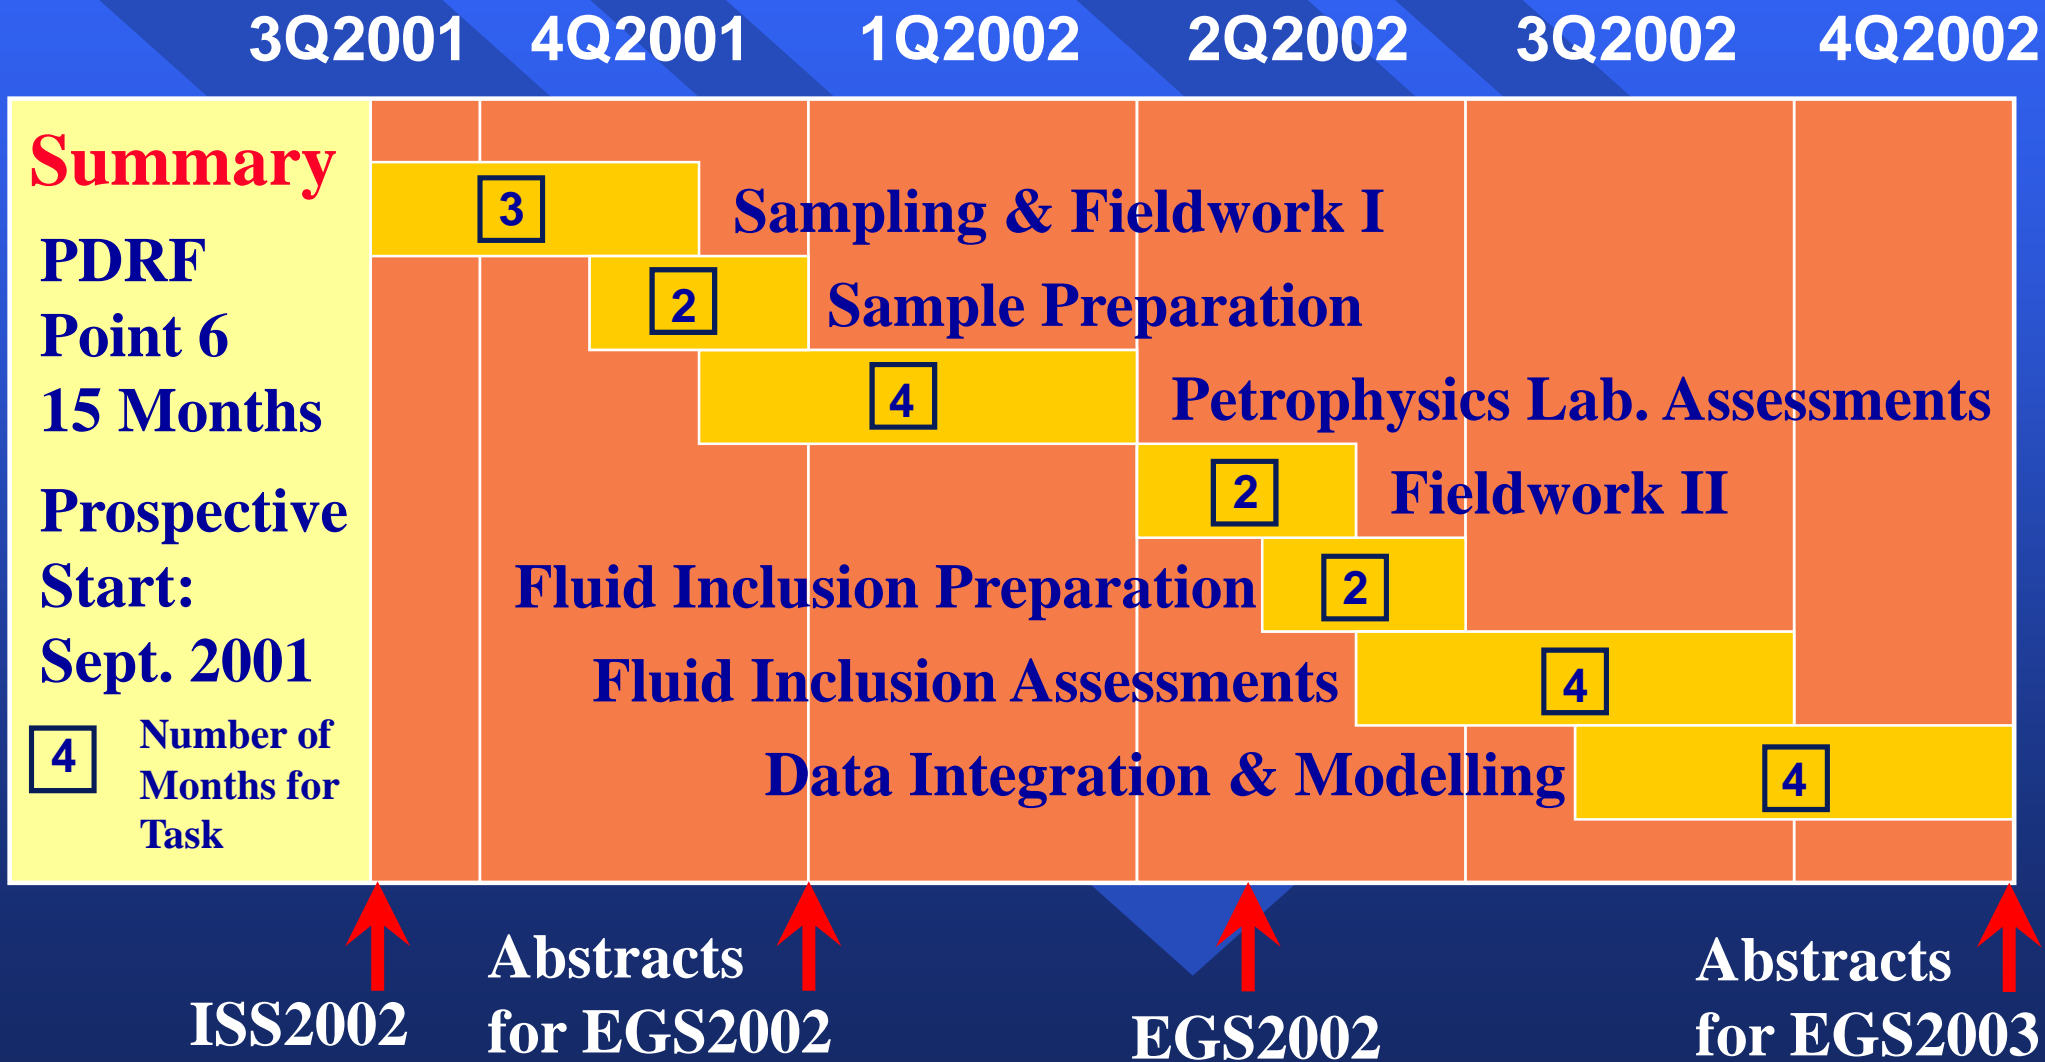 3Q2001 4Q2001 1Q2002 2Q2002 3Q2002 4Q2002
Summary
PDRF
Point 6
15 Months
Prospective
Start:
Sept. 2001
4
Number of
Months for
Task
3
Sampling & Fieldwork I
2
Sample Preparation
4
Petrophysics Lab. Assessments
2
Fieldwork II
Fluid Inclusion Preparation
2
Fluid Inclusion Assessments
4
Data Integration & Modelling
4
ISS2002
Abstracts
for EGS2002
EGS2002
Abstracts
for EGS2003